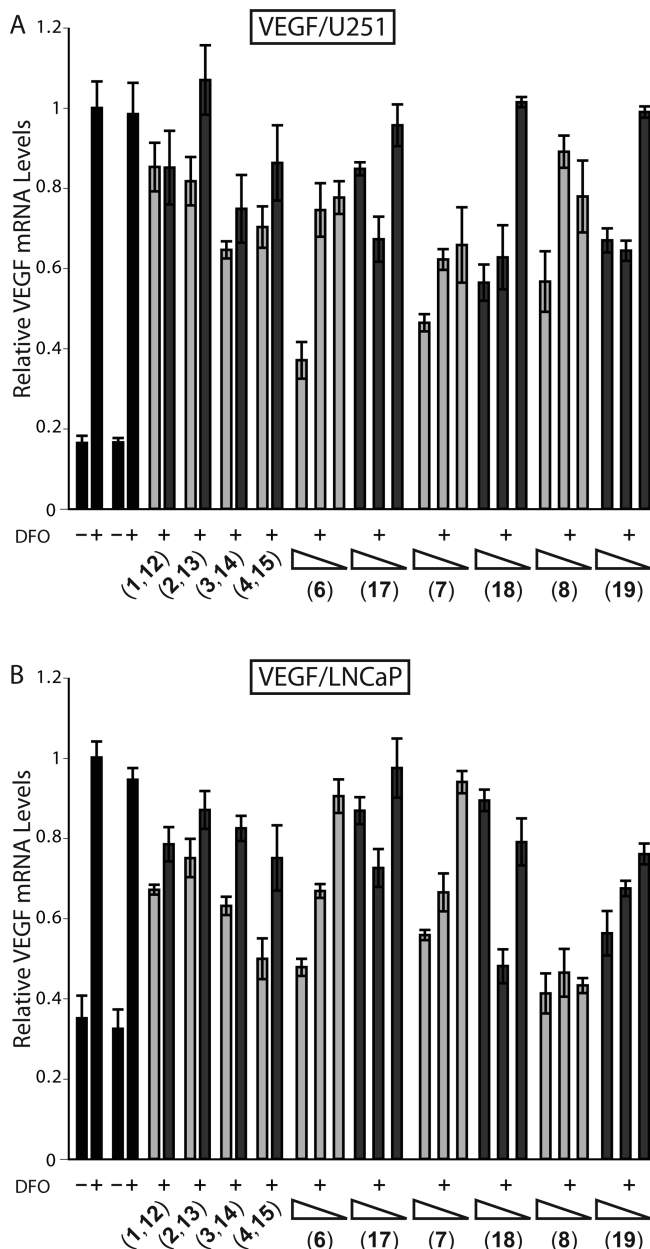 A
VEGF/U251
Relative VEGF mRNA Levels
1.2
1
0.8
0.6
0.4
0.2
0
DFO − + − + + + + + + + + + + +
(1,12) (2,13) (3,14) (4,15) (6) (17) (7) (18) (8) (19)
B
VEGF/LNCaP
Relative VEGF mRNA Levels
1.2
1
0.8
0.6
0.4
0.2
0
DFO − + − + + + + + + + + + + +
(1,12) (2,13) (3,14) (4,15) (6) (17) (7) (18) (8) (19)